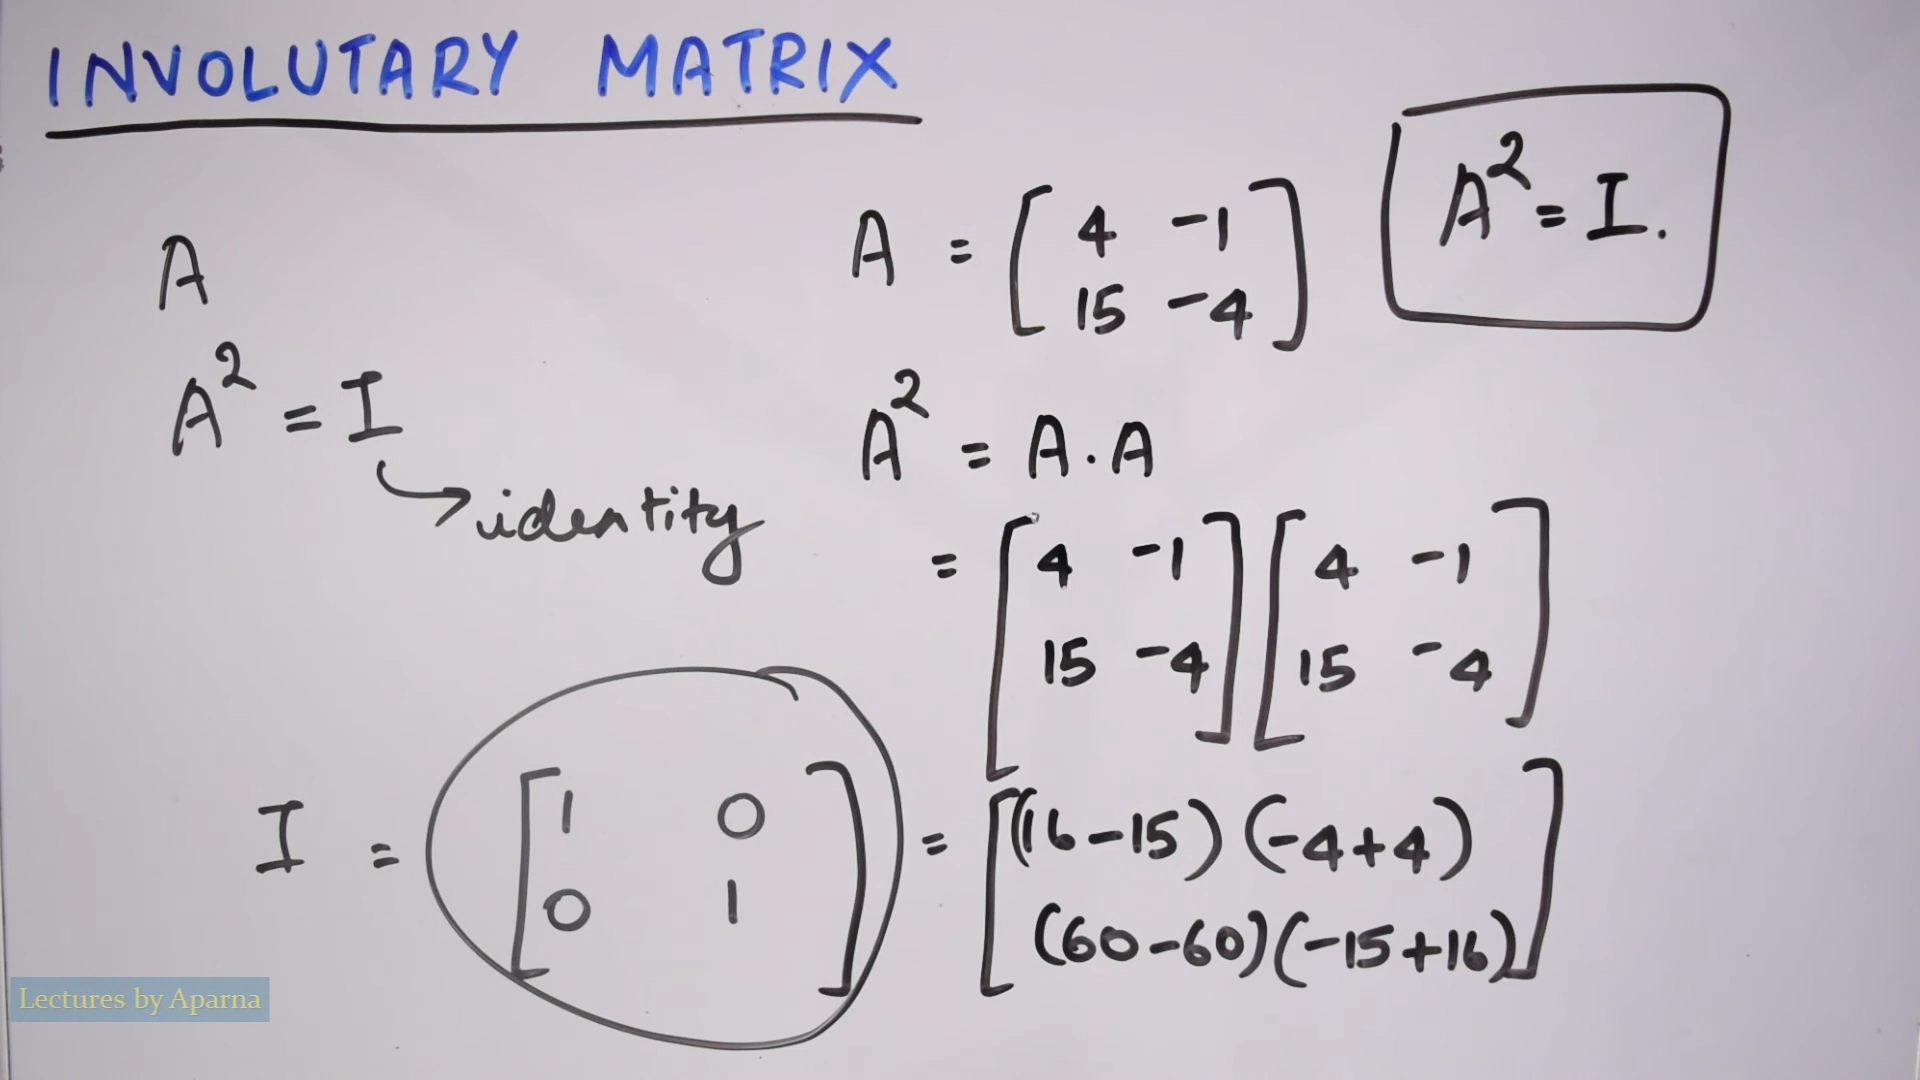 INVOLUTARY MATRIX
A
A² = I
identity
I = [ 1 0
0 1 ]
A = [ 4 -1
15 -4 ]
A² = I.
A² = A.A
= [ 4 -1 ] [ 4 -1 ]
[ 15 -4 ] [ 15 -4 ]
= [ (16-15) (-4+4)
(60-60) (-15+16) ]
Lectures by Aparna